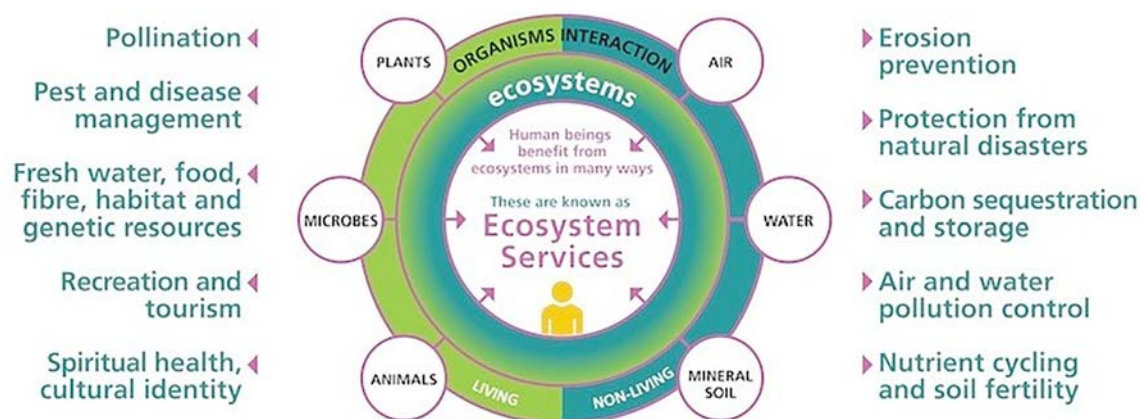 Pollination
Pest and disease
management
Fresh water, food,
fibre, habitat and
genetic resources
Recreation and
tourism
Spiritual health,
cultural identity
PLANTS
MICROBES
ANIMALS
ORGANISMS
INTERACTION
ecosystems
Human beings
benefit from
ecosystems in many ways
These are known as
Ecosystem
Services
LIVING
NON-LIVING
AIR
WATER
MINERAL
SOIL
Erosion
prevention
Protection from
natural disasters
Carbon sequestration
and storage
Air and water
pollution control
Nutrient cycling
and soil fertility